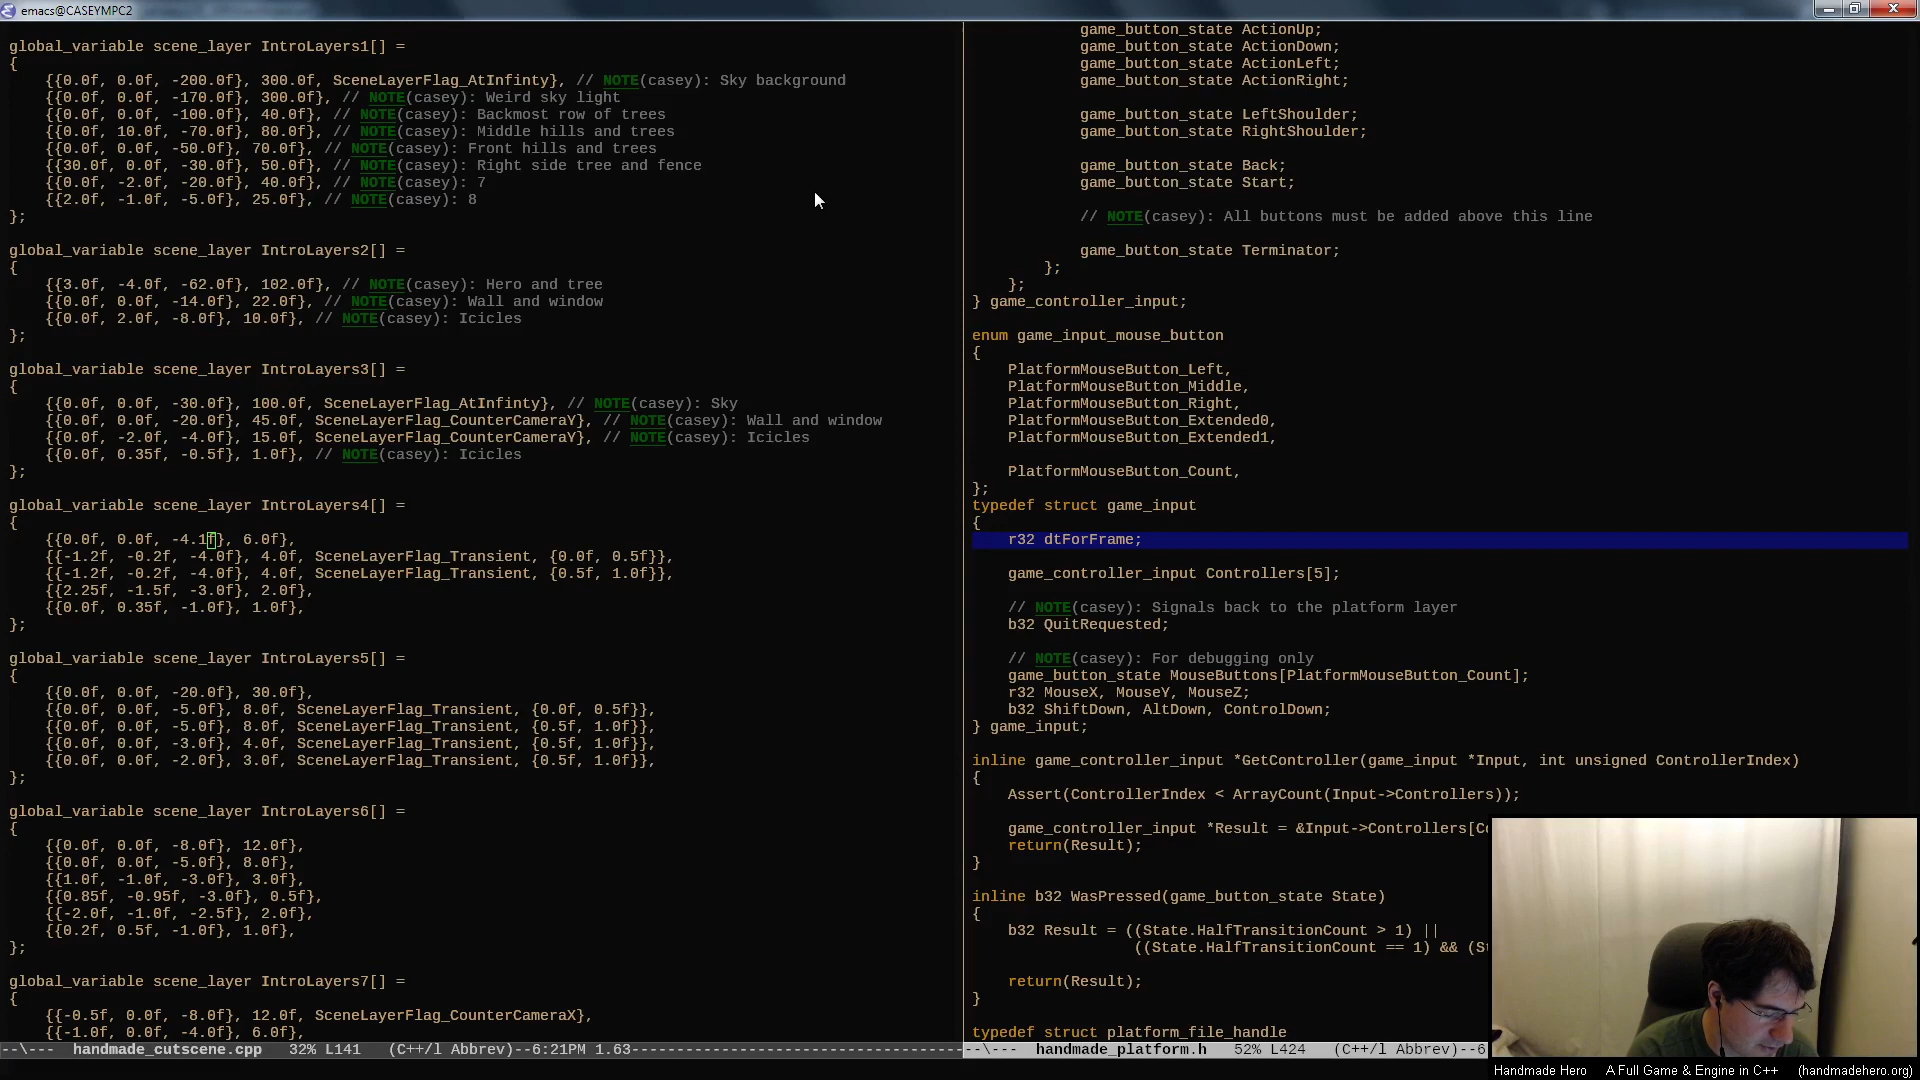 emacs@CASEYMPC2
global_variable scene_layer IntroLayers1[] =
{
    {{0.0f, 0.0f, -200.0f}, 300.0f, SceneLayerFlag_AtInfinty}, // NOTE(casey): Sky background
    {{0.0f, 0.0f, -170.0f}, 300.0f}, // NOTE(casey): Weird sky light
    {{0.0f, 0.0f, -100.0f}, 40.0f}, // NOTE(casey): Backmost row of trees
    {{0.0f, 10.0f, -70.0f}, 80.0f}, // NOTE(casey): Middle hills and trees
    {{0.0f, 0.0f, -50.0f}, 70.0f}, // NOTE(casey): Front hills and trees
    {{30.0f, 0.0f, -30.0f}, 50.0f}, // NOTE(casey): Right side tree and fence
    {{0.0f, -2.0f, -20.0f}, 40.0f}, // NOTE(casey): 7
    {{2.0f, -1.0f, -5.0f}, 25.0f}, // NOTE(casey): 8
};
global_variable scene_layer IntroLayers2[] =
{
    {{3.0f, -4.0f, -62.0f}, 102.0f}, // NOTE(casey): Hero and tree
    {{0.0f, 0.0f, -14.0f}, 22.0f}, // NOTE(casey): Wall and window
    {{0.0f, 2.0f, -8.0f}, 10.0f}, // NOTE(casey): Icicles
};
global_variable scene_layer IntroLayers3[] =
{
    {{0.0f, 0.0f, -30.0f}, 100.0f, SceneLayerFlag_AtInfinty}, // NOTE(casey): Sky
    {{0.0f, 0.0f, -20.0f}, 45.0f, SceneLayerFlag_CounterCameraY}, // NOTE(casey): Wall and window
    {{0.0f, -2.0f, -4.0f}, 15.0f, SceneLayerFlag_CounterCameraY}, // NOTE(casey): Icicles
    {{0.0f, 0.35f, -0.5f}, 1.0f}, // NOTE(casey): Icicles
};
global_variable scene_layer IntroLayers4[] =
{
    {{0.0f, 0.0f, -4.1f}, 6.0f},
    {{-1.2f, -0.2f, -4.0f}, 4.0f, SceneLayerFlag_Transient, {0.0f, 0.5f}},
    {{-1.2f, -0.2f, -4.0f}, 4.0f, SceneLayerFlag_Transient, {0.5f, 1.0f}},
    {{2.25f, -1.5f, -3.0f}, 2.0f},
    {{0.0f, 0.35f, -1.0f}, 1.0f},
};
global_variable scene_layer IntroLayers5[] =
{
    {{0.0f, 0.0f, -20.0f}, 30.0f},
    {{0.0f, 0.0f, -5.0f}, 8.0f, SceneLayerFlag_Transient, {0.0f, 0.5f}},
    {{0.0f, 0.0f, -5.0f}, 8.0f, SceneLayerFlag_Transient, {0.5f, 1.0f}},
    {{0.0f, 0.0f, -3.0f}, 4.0f, SceneLayerFlag_Transient, {0.5f, 1.0f}},
    {{0.0f, 0.0f, -2.0f}, 3.0f, SceneLayerFlag_Transient, {0.5f, 1.0f}},
};
global_variable scene_layer IntroLayers6[] =
{
    {{0.0f, 0.0f, -8.0f}, 12.0f},
    {{0.0f, 0.0f, -5.0f}, 8.0f},
    {{1.0f, -1.0f, -3.0f}, 3.0f},
    {{0.85f, -0.95f, -3.0f}, 0.5f},
    {{-2.0f, -1.0f, -2.5f}, 2.0f},
    {{0.2f, 0.5f, -1.0f}, 1.0f},
};
global_variable scene_layer IntroLayers7[] =
{
    {{-0.5f, 0.0f, -8.0f}, 12.0f, SceneLayerFlag_CounterCameraX},
    {{-1.0f, 0.0f, -4.0f}, 6.0f},
--\---  handmade_cutscene.cpp   32% L141   (C++/l Abbrev)--6:21PM 1.63
            game_button_state ActionUp;
            game_button_state ActionDown;
            game_button_state ActionLeft;
            game_button_state ActionRight;
            game_button_state LeftShoulder;
            game_button_state RightShoulder;
            game_button_state Back;
            game_button_state Start;
            // NOTE(casey): All buttons must be added above this line
            game_button_state Terminator;
        };
    };
} game_controller_input;
enum game_input_mouse_button
{
    PlatformMouseButton_Left,
    PlatformMouseButton_Middle,
    PlatformMouseButton_Right,
    PlatformMouseButton_Extended0,
    PlatformMouseButton_Extended1,
    PlatformMouseButton_Count,
};
typedef struct game_input
{
    r32 dtForFrame;
    game_controller_input Controllers[5];
    // NOTE(casey): Signals back to the platform layer
    b32 QuitRequested;
    // NOTE(casey): For debugging only
    game_button_state MouseButtons[PlatformMouseButton_Count];
    r32 MouseX, MouseY, MouseZ;
    b32 ShiftDown, AltDown, ControlDown;
} game_input;
inline game_controller_input *GetController(game_input *Input, int unsigned ControllerIndex)
{
    Assert(ControllerIndex < ArrayCount(Input->Controllers));
    game_controller_input *Result = &Input->Controllers[Co
    return(Result);
}
inline b32 WasPressed(game_button_state State)
{
    b32 Result = ((State.HalfTransitionCount > 1) ||
                  ((State.HalfTransitionCount == 1) && (St
    return(Result);
}
typedef struct platform_file_handle
--\---  handmade_platform.h   52% L424   (C++/l Abbrev)--6
Handmade Hero   A Full Game & Engine in C++   (handmadehero.org)